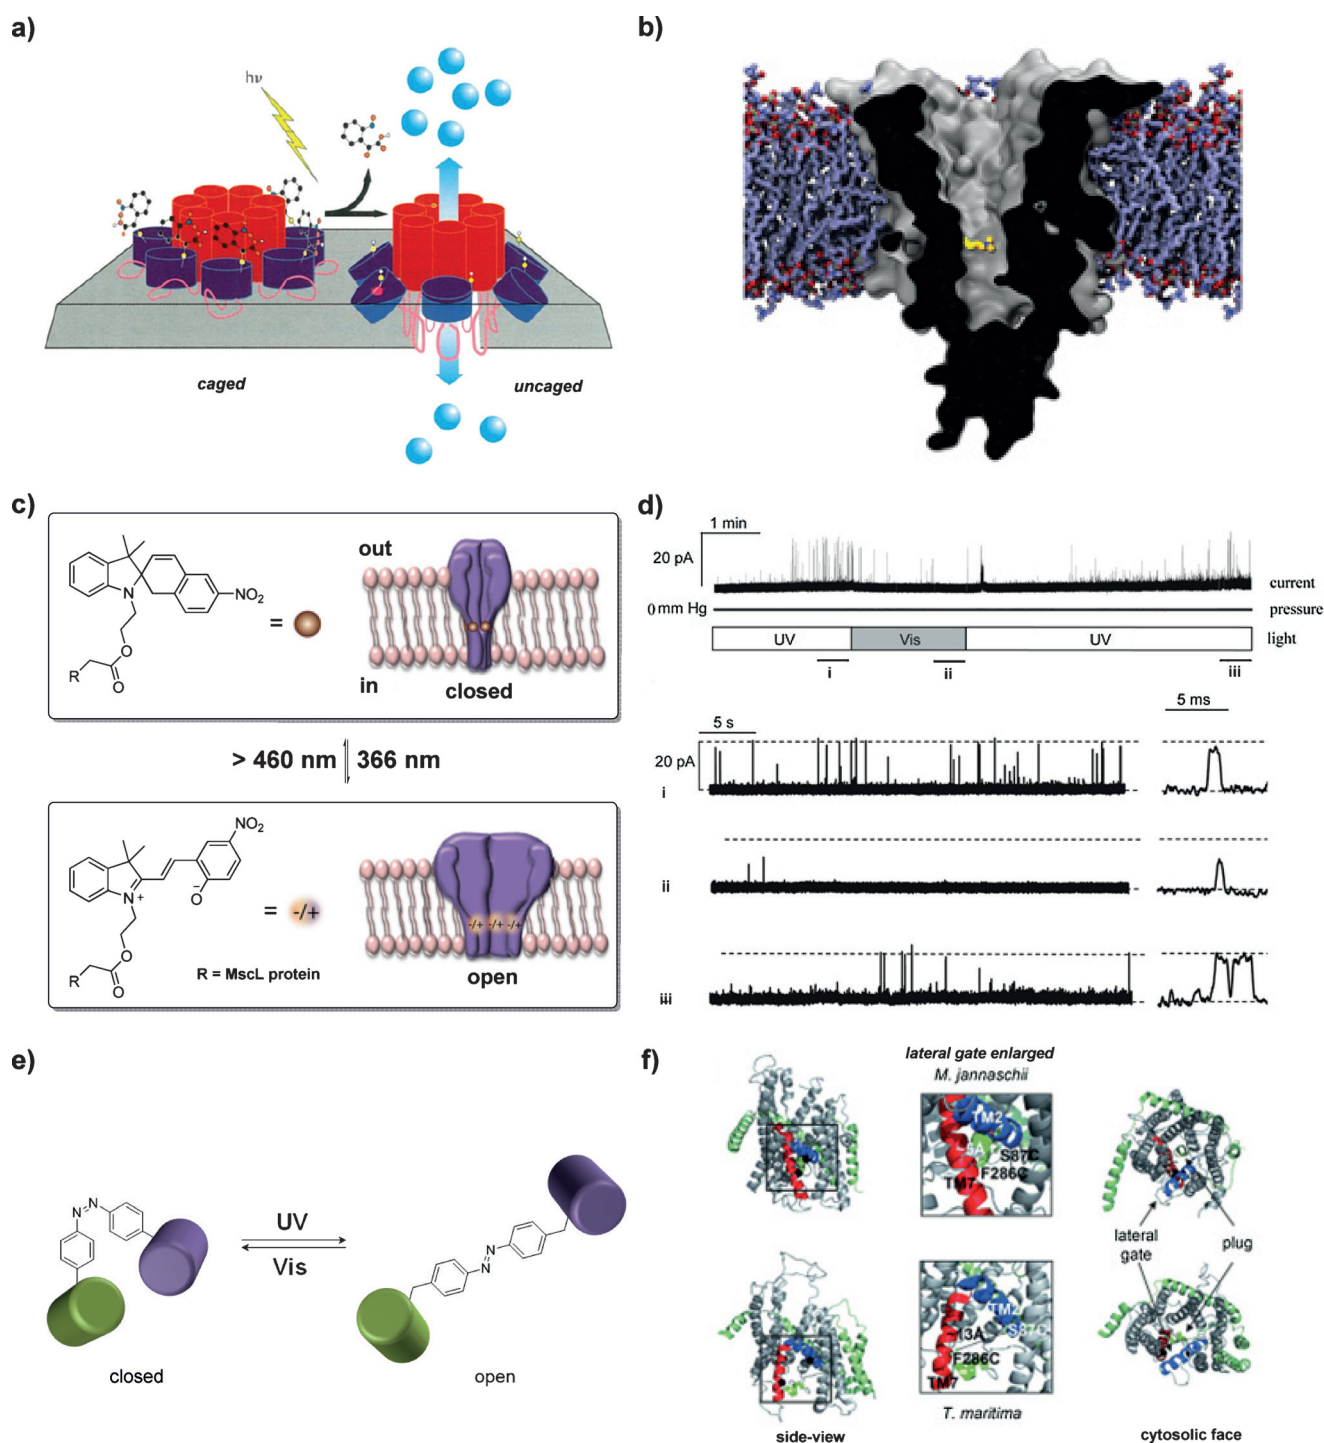 a)
hν
caged
uncaged
b)
c)
NO2
N
O
R
O
=
out
in
closed
> 460 nm
366 nm
NO2
N
+
O
-
O
R
O
=
-/+
R = MscL protein
-/+
-/+
-/+
open
d)
1 min
20 pA
current
0 mm Hg
pressure
UV
Vis
UV
light
i
ii
iii
5 s
5 ms
20 pA
i
ii
iii
e)
N=N
UV
Vis
N
N
closed
open
f)
lateral gate enlarged
M. jannaschii
TM2
S87C
F286C
TM7
lateral
gate
plug
TM2
S87C
13A
F286C
TM7
T. maritima
side-view
cytosolic face